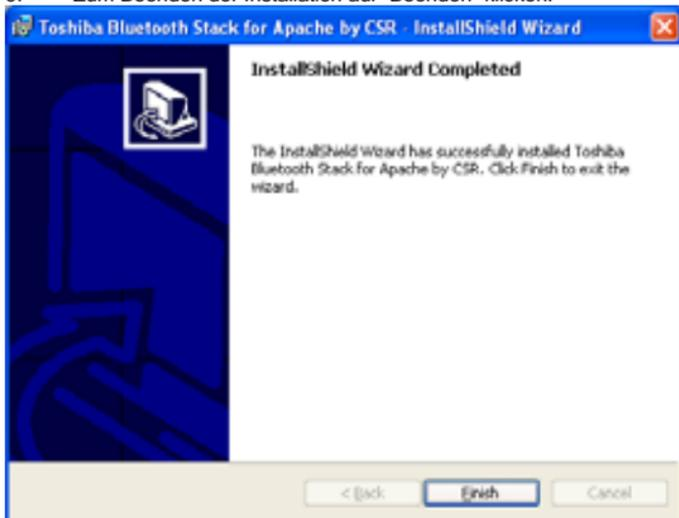 Zum Beenden der Installation auf "Beenden" klicken.
Toshiba Bluetooth Stack for Apache by CSR - InstallShield Wizard
InstallShield Wizard Completed
The InstallShield Wizard has successfully installed Toshiba
Bluetooth Stack for Apache by CSR. Click Finish to exit the
wizard.
< Back
Finish
Cancel